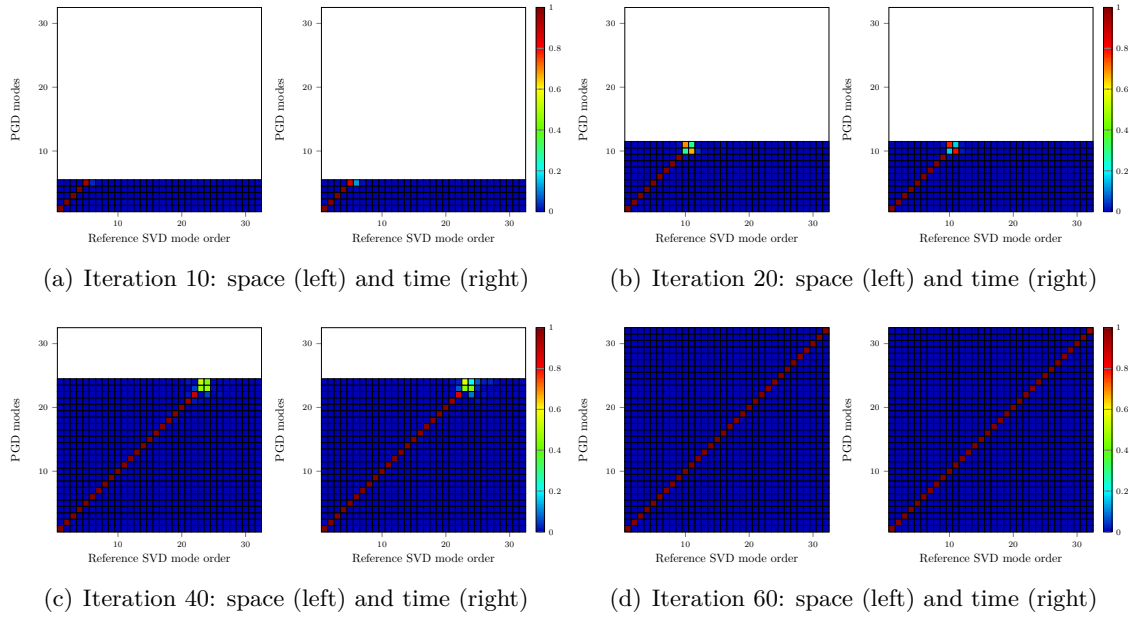 30
20
10
PGD modes
10 20 30
Reference SVD mode order
30
20
10
PGD modes
10 20 30
Reference SVD mode order
1
0.8
0.6
0.4
0.2
0
(a) Iteration 10: space (left) and time (right)
30
20
10
PGD modes
10 20 30
Reference SVD mode order
30
20
10
PGD modes
10 20 30
Reference SVD mode order
1
0.8
0.6
0.4
0.2
0
(b) Iteration 20: space (left) and time (right)
30
20
10
PGD modes
10 20 30
Reference SVD mode order
30
20
10
PGD modes
10 20 30
Reference SVD mode order
1
0.8
0.6
0.4
0.2
0
(c) Iteration 40: space (left) and time (right)
30
20
10
PGD modes
10 20 30
Reference SVD mode order
30
20
10
PGD modes
10 20 30
Reference SVD mode order
1
0.8
0.6
0.4
0.2
0
(d) Iteration 60: space (left) and time (right)